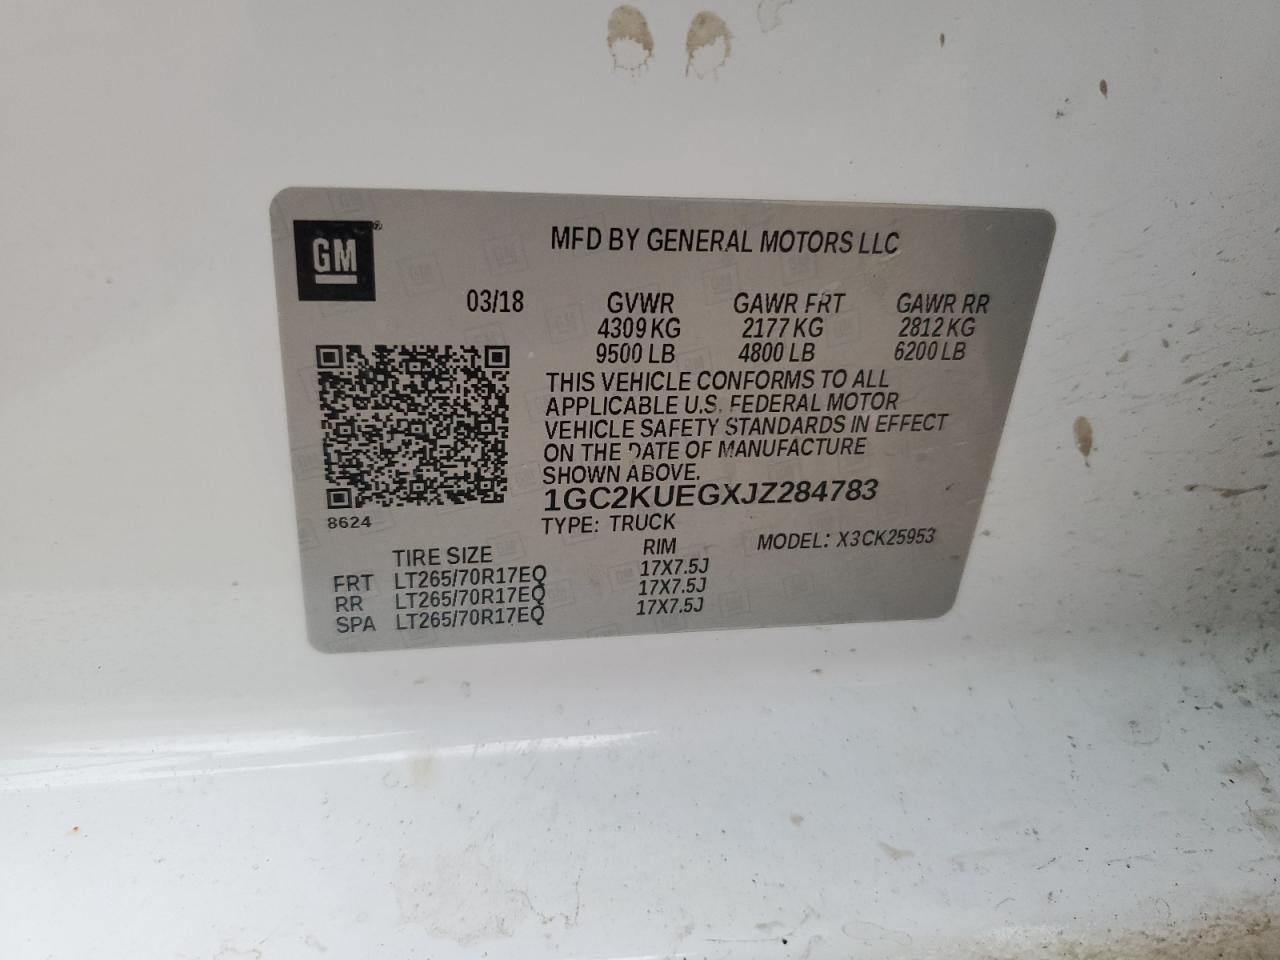 GM
MFD BY GENERAL MOTORS LLC
03/18 GVWR GAWR FRT GAWR RR
4309 KG 2177 KG 2812 KG
9500 LB 4800 LB 6200 LB
THIS VEHICLE CONFORMS TO ALL
APPLICABLE U.S. FEDERAL MOTOR
VEHICLE SAFETY STANDARDS IN EFFECT
ON THE DATE OF MANUFACTURE
SHOWN ABOVE.
1GC2KUEGXJZ284783
8624
TYPE: TRUCK
MODEL: X3CK25953
TIRE SIZE RIM
FRT LT265/70R17EQ 17X7.5J
RR LT265/70R17EQ 17X7.5J
SPA LT265/70R17EQ 17X7.5J